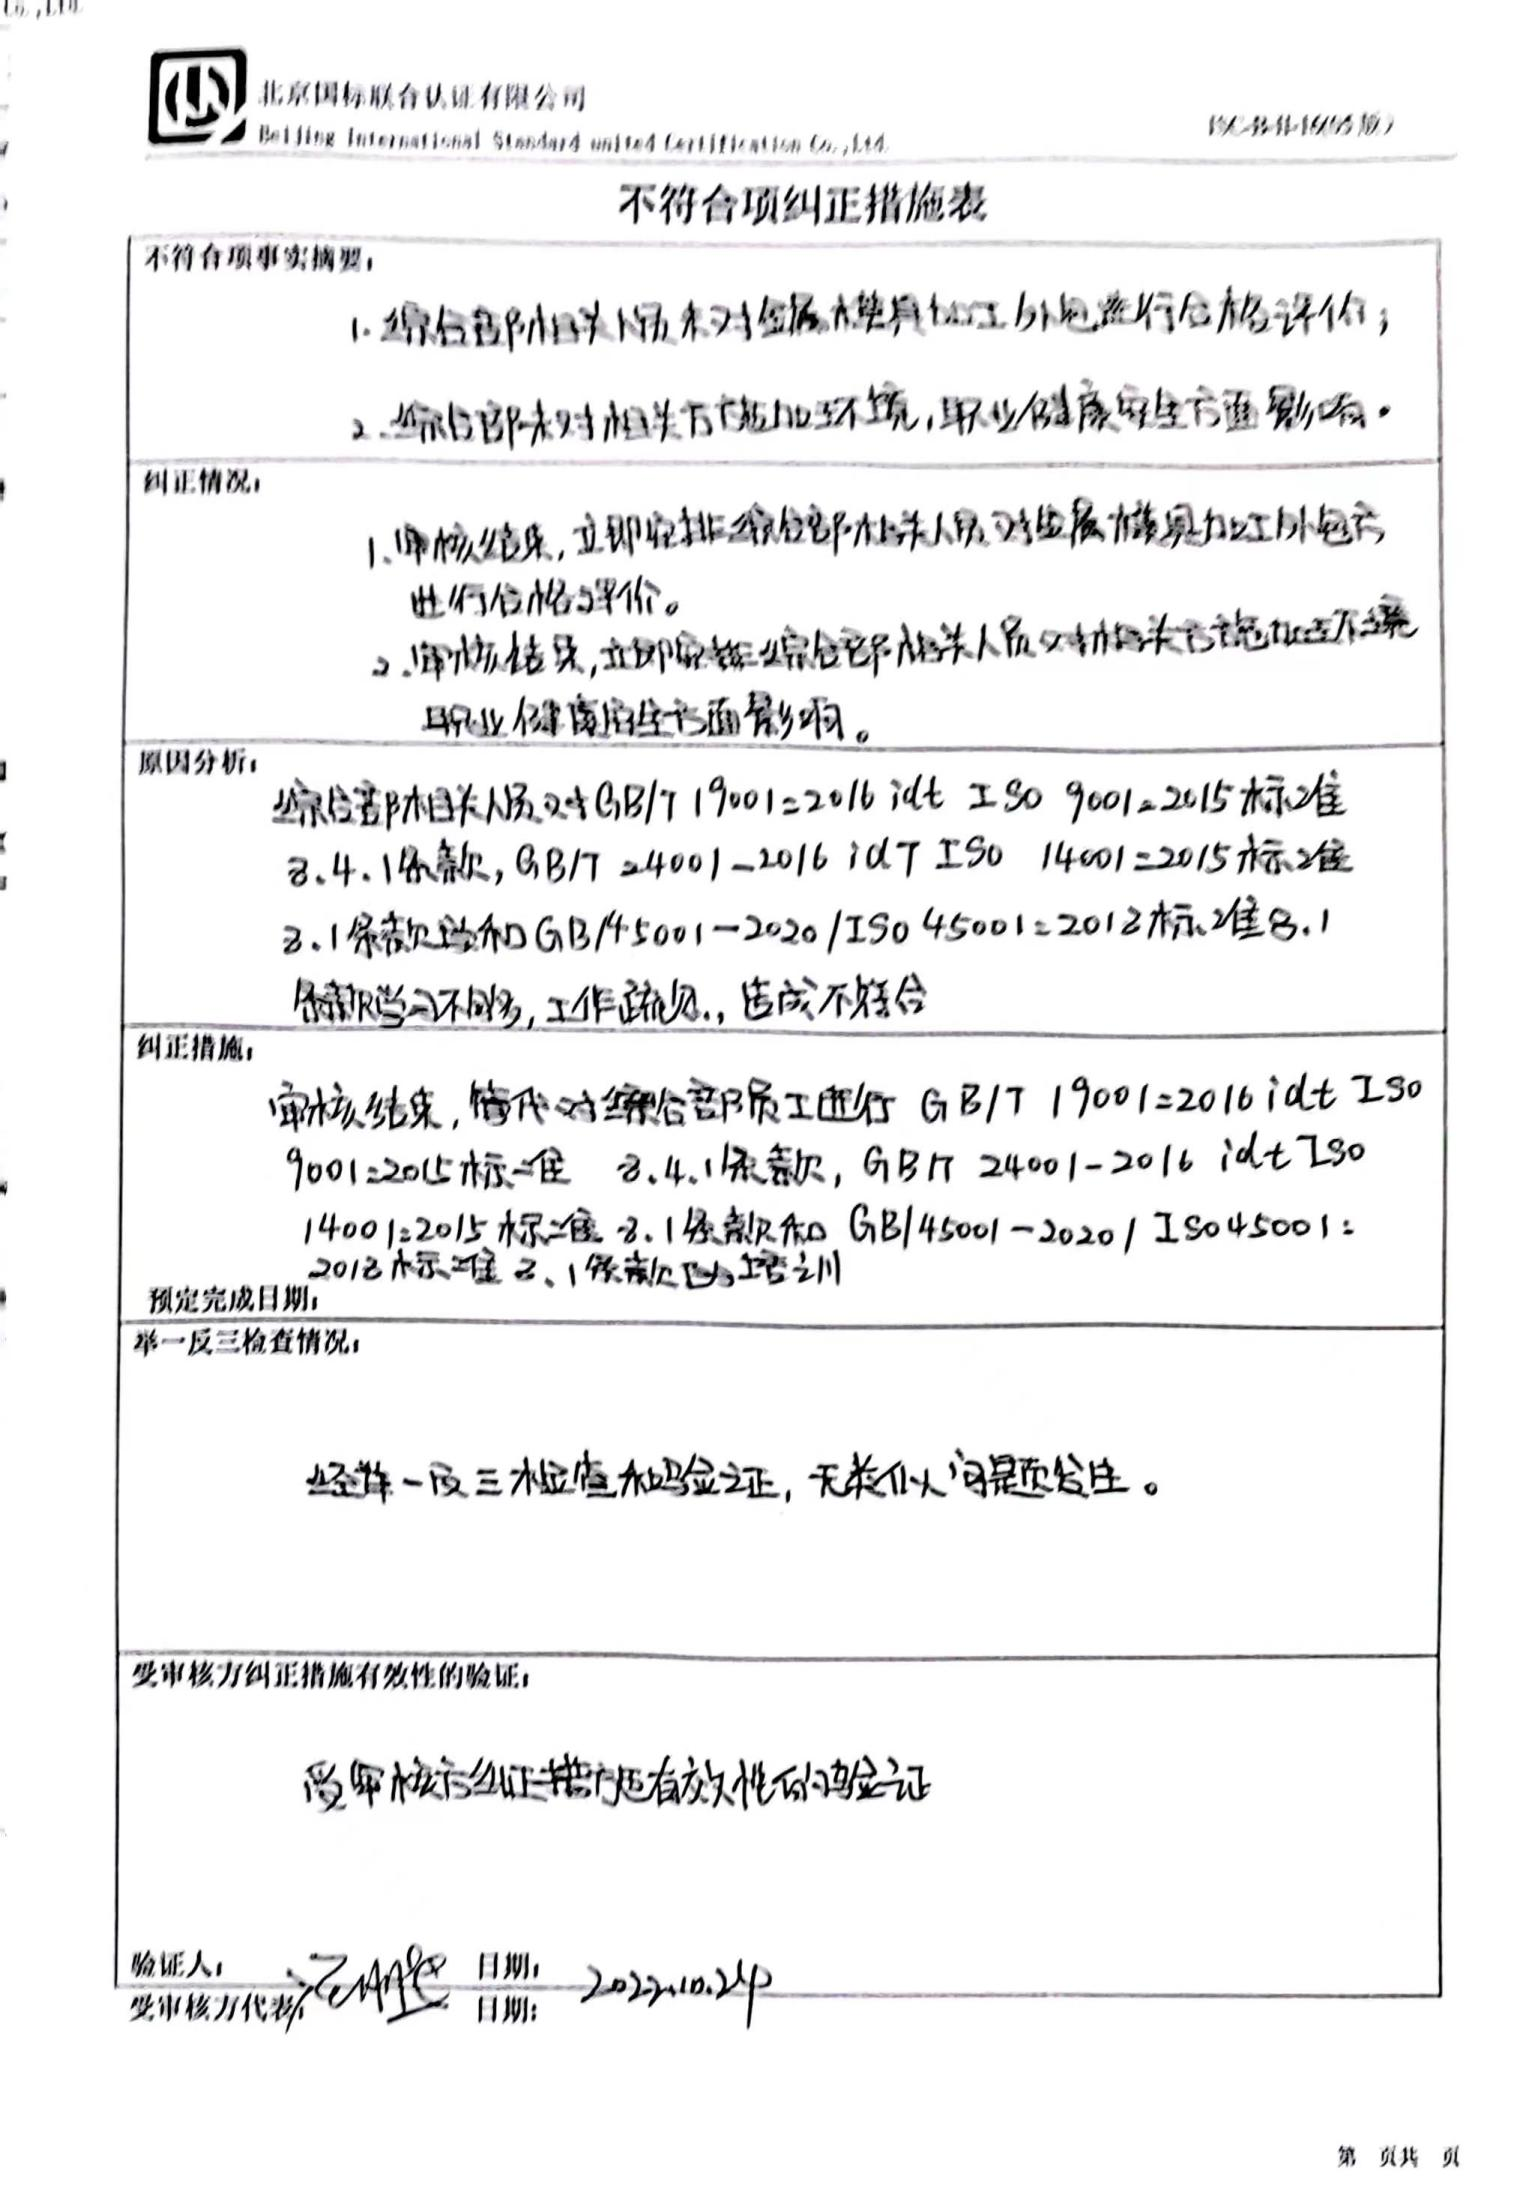 Co.,Ltd.
北京国标联合认证有限公司
Beijing International Standard united Certification Co.,Ltd.
ISC-B-II-16(05版)
不符合项纠正措施表
不符合项事实摘要:
1. 综合部相关人员未对金属模具加工外包进行合格评价;
2. 综合部未对相关方施加环境,职业健康安全方面影响.
纠正情况:
1.审核结束,立即安排综合部相关人员对金属模具加工外包方
进行合格评价。
2.审核结束,立即安排综合部相关人员对相关方施加环境
职业健康安全方面影响。
原因分析:
综合部相关人员对GB/T 19001=2016 idt ISO 9001=2015标准
8.4.1条款,GB/T 24001-2016 idT ISO 14001=2015标准
8.1条款 和GB/45001-2020/ISO 45001=2018标准8.1
条款学习不够,工作疏忽,造成不符合
纠正措施:
审核结束, 对综合部员工进行 GB/T 19001=2016 idt ISO
9001=2015标准 8.4.1条款, GB/T 24001-2016 idt ISO
14001=2015标准 8.1条款和 GB/45001-2020/ISO45001=
2018标准 8.1条款的培训
预定完成日期:
举一反三检查情况:
经举一反三检查和验证,无类似问题发生。
受审核方纠正措施有效性的验证:
受审核方纠正措施有效性的验证
验证人:
日期:
2022.10.24
受审核方代表:
日期:
第 页共 页